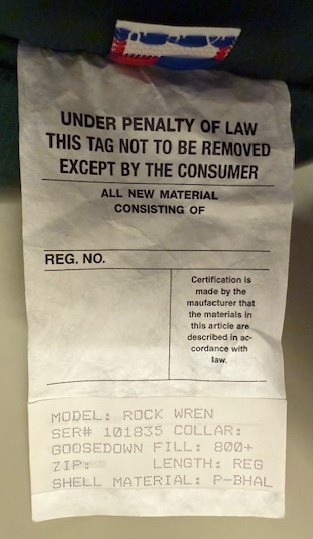 UNDER PENALTY OF LAW
THIS TAG NOT TO BE REMOVED
EXCEPT BY THE CONSUMER
ALL NEW MATERIAL
CONSISTING OF
REG. NO.
Certification is
made by the
maufacturer that
the materials in
this article are
described in ac-
cordance with
law.
MODEL: ROCK WREN
SER# 101835 COLLAR:
GOOSEDOWN FILL: 800+
ZIP: LENGTH: REG
SHELL MATERIAL: P-BHAL